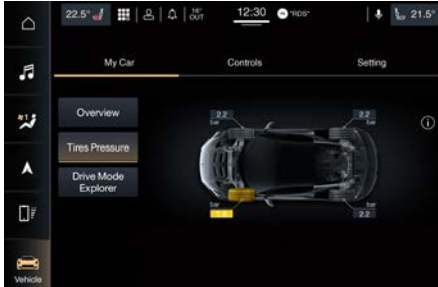 22.5°
16°
OUT
12:30
"RDS"
21.5°
My Car
Controls
Setting
Overview
Tires Pressure
Drive Mode
Explorer
2.2
bar
2.2
bar
bar
bar
2.2
Vehicle